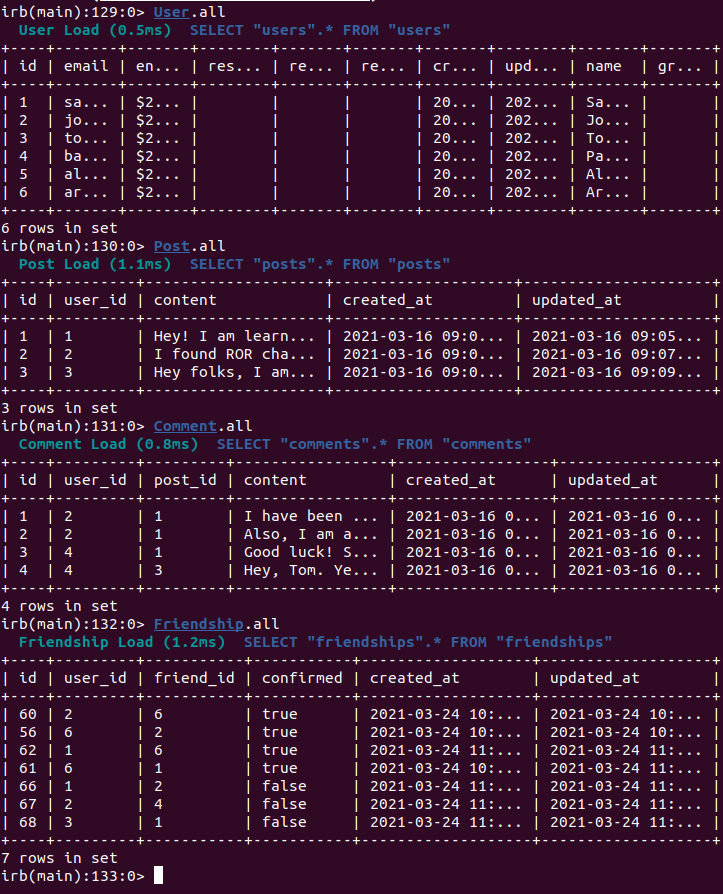 irb(main):129:0> User.all
  User Load (0.5ms)  SELECT "users".* FROM "users"
+----+-------+-------+--------+-------+-------+-------+--------+-------+-------+
| id | email | en... | res... | re... | re... | cr... | upd... | name  | gr... |
+----+-------+-------+--------+-------+-------+-------+--------+-------+-------+
| 1  | sa... | $2... |        |       |       | 20... | 202... | Sa... |       |
| 2  | jo... | $2... |        |       |       | 20... | 202... | Jo... |       |
| 3  | to... | $2... |        |       |       | 20... | 202... | To... |       |
| 4  | ba... | $2... |        |       |       | 20... | 202... | Pa... |       |
| 5  | al... | $2... |        |       |       | 20... | 202... | Al... |       |
| 6  | ar... | $2... |        |       |       | 20... | 202... | Ar... |       |
+----+-------+-------+--------+-------+-------+-------+--------+-------+-------+
6 rows in set
irb(main):130:0> Post.all
  Post Load (1.1ms)  SELECT "posts".* FROM "posts"
+----+---------+-------------------+--------------------+---------------------+
| id | user_id | content           | created_at         | updated_at          |
+----+---------+-------------------+--------------------+---------------------+
| 1  | 1       | Hey! I am learn... | 2021-03-16 09:0... | 2021-03-16 09:05... |
| 2  | 2       | I found ROR cha... | 2021-03-16 09:0... | 2021-03-16 09:07... |
| 3  | 3       | Hey folks, I am... | 2021-03-16 09:0... | 2021-03-16 09:09... |
+----+---------+-------------------+--------------------+---------------------+
3 rows in set
irb(main):131:0> Comment.all
  Comment Load (0.8ms)  SELECT "comments".* FROM "comments"
+----+---------+---------+-----------------+-----------------+-----------------+
| id | user_id | post_id | content         | created_at      | updated_at      |
+----+---------+---------+-----------------+-----------------+-----------------+
| 1  | 2       | 1       | I have been ... | 2021-03-16 0... | 2021-03-16 0... |
| 2  | 2       | 1       | Also, I am a... | 2021-03-16 0... | 2021-03-16 0... |
| 3  | 4       | 1       | Good luck! S... | 2021-03-16 0... | 2021-03-16 0... |
| 4  | 4       | 3       | Hey, Tom. Ye... | 2021-03-16 0... | 2021-03-16 0... |
+----+---------+---------+-----------------+-----------------+-----------------+
4 rows in set
irb(main):132:0> Friendship.all
  Friendship Load (1.2ms)  SELECT "friendships".* FROM "friendships"
+----+---------+-----------+-----------+-------------------+-------------------+
| id | user_id | friend_id | confirmed | created_at        | updated_at        |
+----+---------+-----------+-----------+-------------------+-------------------+
| 60 | 2       | 6         | true      | 2021-03-24 10:... | 2021-03-24 10:... |
| 56 | 6       | 2         | true      | 2021-03-24 10:... | 2021-03-24 10:... |
| 62 | 1       | 6         | true      | 2021-03-24 11:... | 2021-03-24 11:... |
| 61 | 6       | 1         | true      | 2021-03-24 10:... | 2021-03-24 11:... |
| 66 | 1       | 2         | false     | 2021-03-24 11:... | 2021-03-24 11:... |
| 67 | 2       | 4         | false     | 2021-03-24 11:... | 2021-03-24 11:... |
| 68 | 3       | 1         | false     | 2021-03-24 11:... | 2021-03-24 11:... |
+----+---------+-----------+-----------+-------------------+-------------------+
7 rows in set
irb(main):133:0>